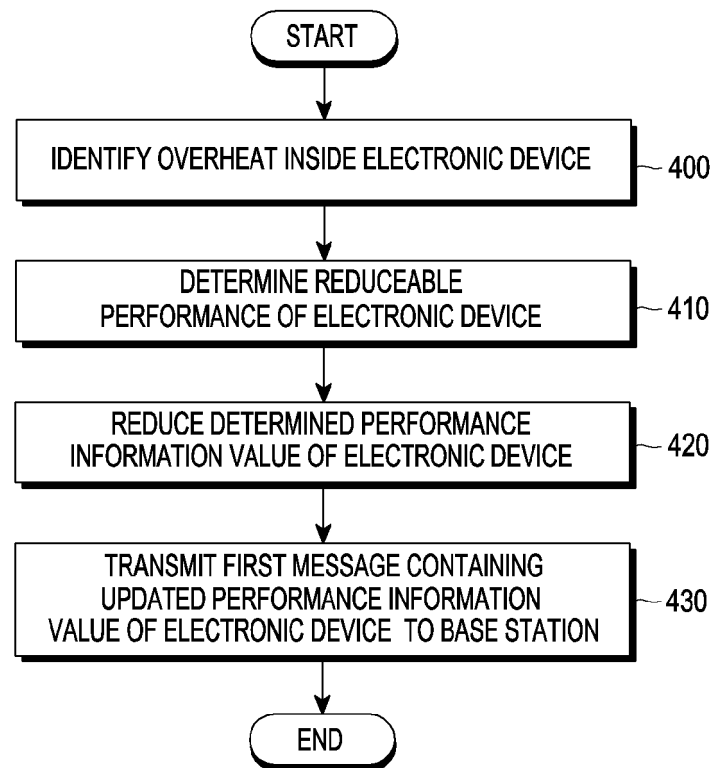 START
IDENTIFY OVERHEAT INSIDE ELECTRONIC DEVICE
400
DETERMINE REDUCEABLE
PERFORMANCE OF ELECTRONIC DEVICE
410
REDUCE DETERMINED PERFORMANCE
INFORMATION VALUE OF ELECTRONIC DEVICE
420
TRANSMIT FIRST MESSAGE CONTAINING
UPDATED PERFORMANCE INFORMATION
VALUE OF ELECTRONIC DEVICE TO BASE STATION
430
END